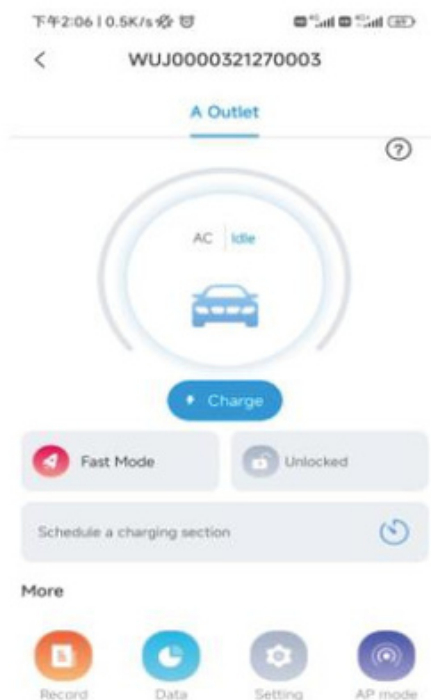 下午2:06 | 0.5K/s
WUJ0000321270003
A Outlet
?
AC | Idle
Charge
Fast Mode
Unlocked
Schedule a charging section
More
Record
Data
Setting
AP mode